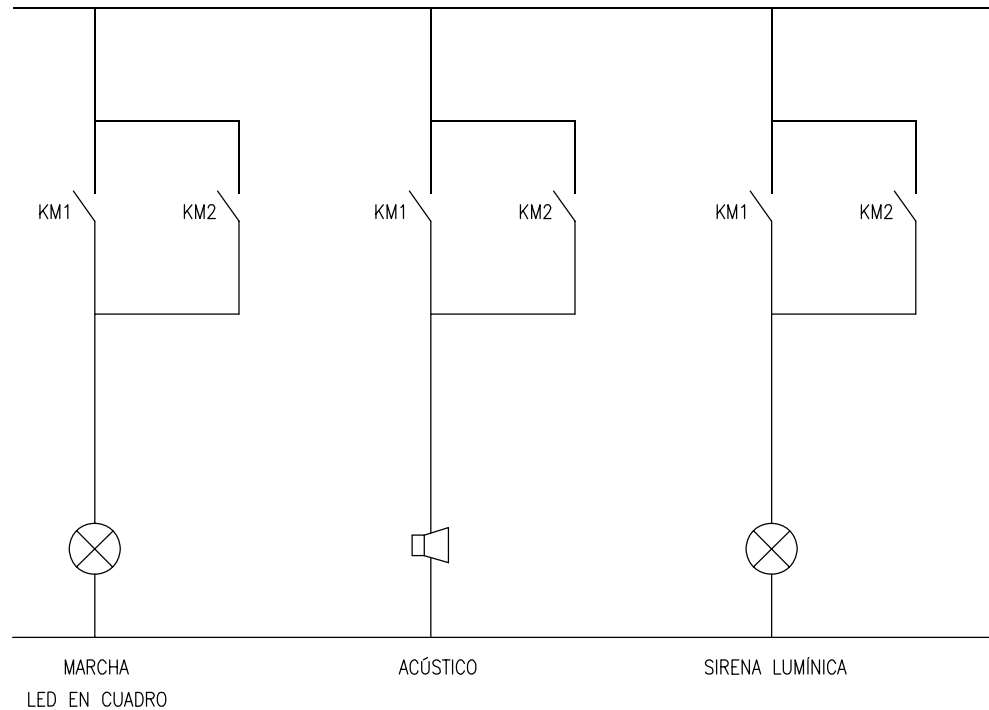 KM1
KM2
KM1
KM2
KM1
KM2
MARCHA
LED EN CUADRO
ACÚSTICO
SIRENA LUMÍNICA